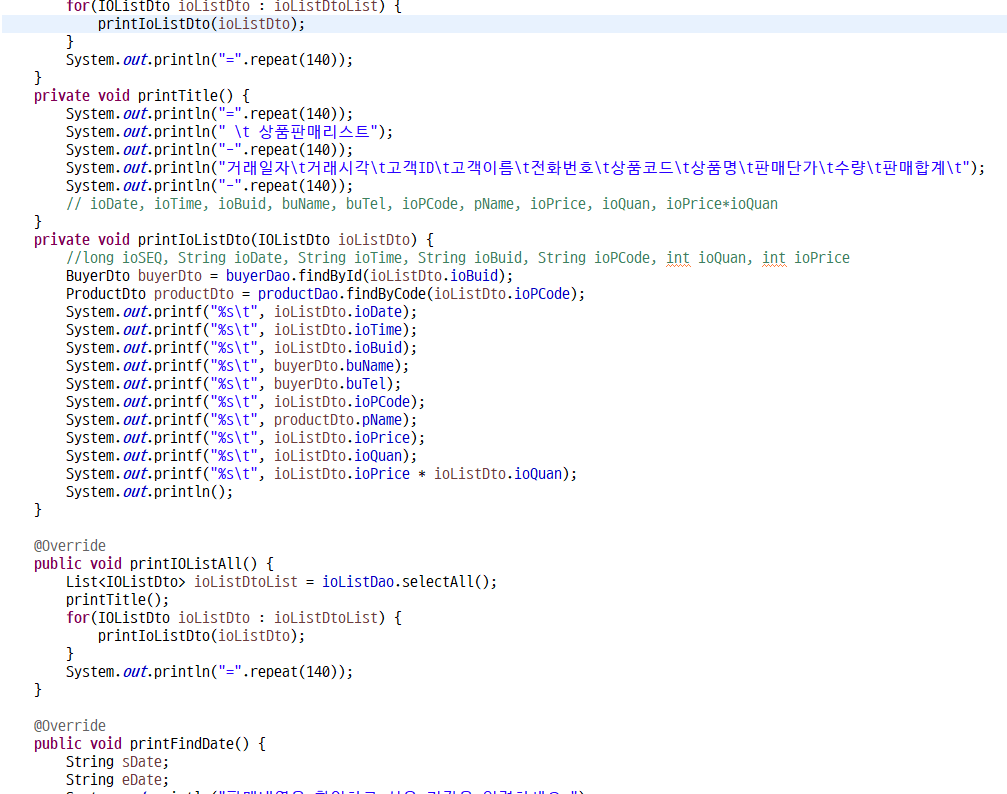 for(IOListDto ioListDto : ioListDtoList) {
printIoListDto(ioListDto);
}
System.out.println("=".repeat(140));
}
private void printTitle() {
System.out.println("=".repeat(140));
System.out.println(" \t 상품판매리스트");
System.out.println("-".repeat(140));
System.out.println("거래일자\t거래시각\t고객ID\t고객이름\t전화번호\t상품코드\t상품명\t판매단가\t수량\t판매합계\t");
System.out.println("-".repeat(140));
// ioDate, ioTime, ioBuid, buName, buTel, ioPCode, pName, ioPrice, ioQuan, ioPrice*ioQuan
}
private void printIoListDto(IOListDto ioListDto) {
//long ioSEQ, String ioDate, String ioTime, String ioBuid, String ioPCode, int ioQuan, int ioPrice
BuyerDto buyerDto = buyerDao.findById(ioListDto.ioBuid);
ProductDto productDto = productDao.findByCode(ioListDto.ioPCode);
System.out.printf("%s\t", ioListDto.ioDate);
System.out.printf("%s\t", ioListDto.ioTime);
System.out.printf("%s\t", ioListDto.ioBuid);
System.out.printf("%s\t", buyerDto.buName);
System.out.printf("%s\t", buyerDto.buTel);
System.out.printf("%s\t", ioListDto.ioPCode);
System.out.printf("%s\t", productDto.pName);
System.out.printf("%s\t", ioListDto.ioPrice);
System.out.printf("%s\t", ioListDto.ioQuan);
System.out.printf("%s\t", ioListDto.ioPrice * ioListDto.ioQuan);
System.out.println();
}
@Override
public void printIOListAll() {
List<IOListDto> ioListDtoList = ioListDao.selectAll();
printTitle();
for(IOListDto ioListDto : ioListDtoList) {
printIoListDto(ioListDto);
}
System.out.println("=".repeat(140));
}
@Override
public void printFindDate() {
String sDate;
String eDate;